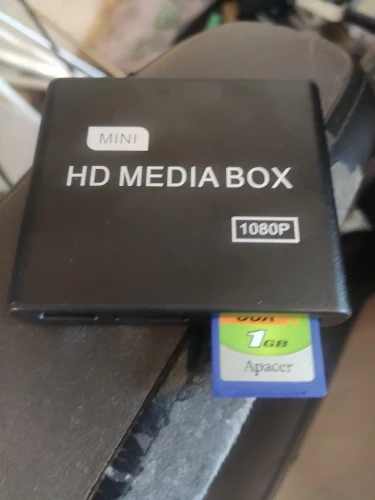 MINI
HD MEDIA BOX
1080P
1GB
Apacer